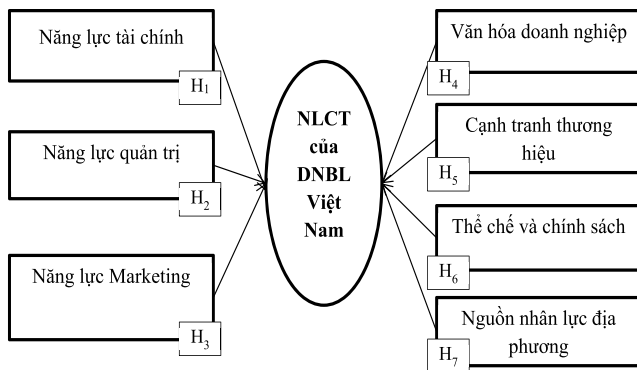 Năng lực tài chính
H1
Năng lực quản trị
H2
Năng lực Marketing
H3
NLCT
của
DNBL
Việt
Nam
Văn hóa doanh nghiệp
H4
Cạnh tranh thương
hiệu
H5
Thể chế và chính sách
H6
Nguồn nhân lực địa
phương
H7